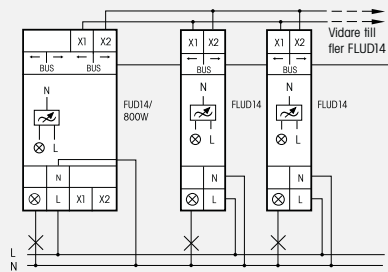 Vidare till
fler FLUD14
X1 X2
X1 X2
X1 X2
BUS BUS
BUS
BUS
FUD14/
800W
FLUD14
FLUD14
N
N
N
L
L
L
N
N
N
L X1 X2
L
L
L
N